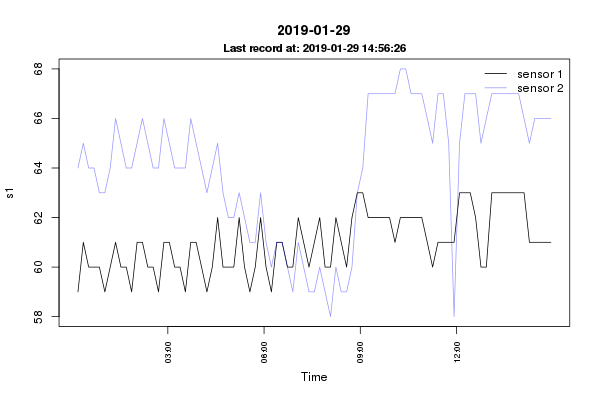 2019-01-29
Last record at: 2019-01-29 14:56:26
sensor 1
sensor 2
s1
68
66
64
62
60
58
03:00
06:00
09:00
12:00
Time